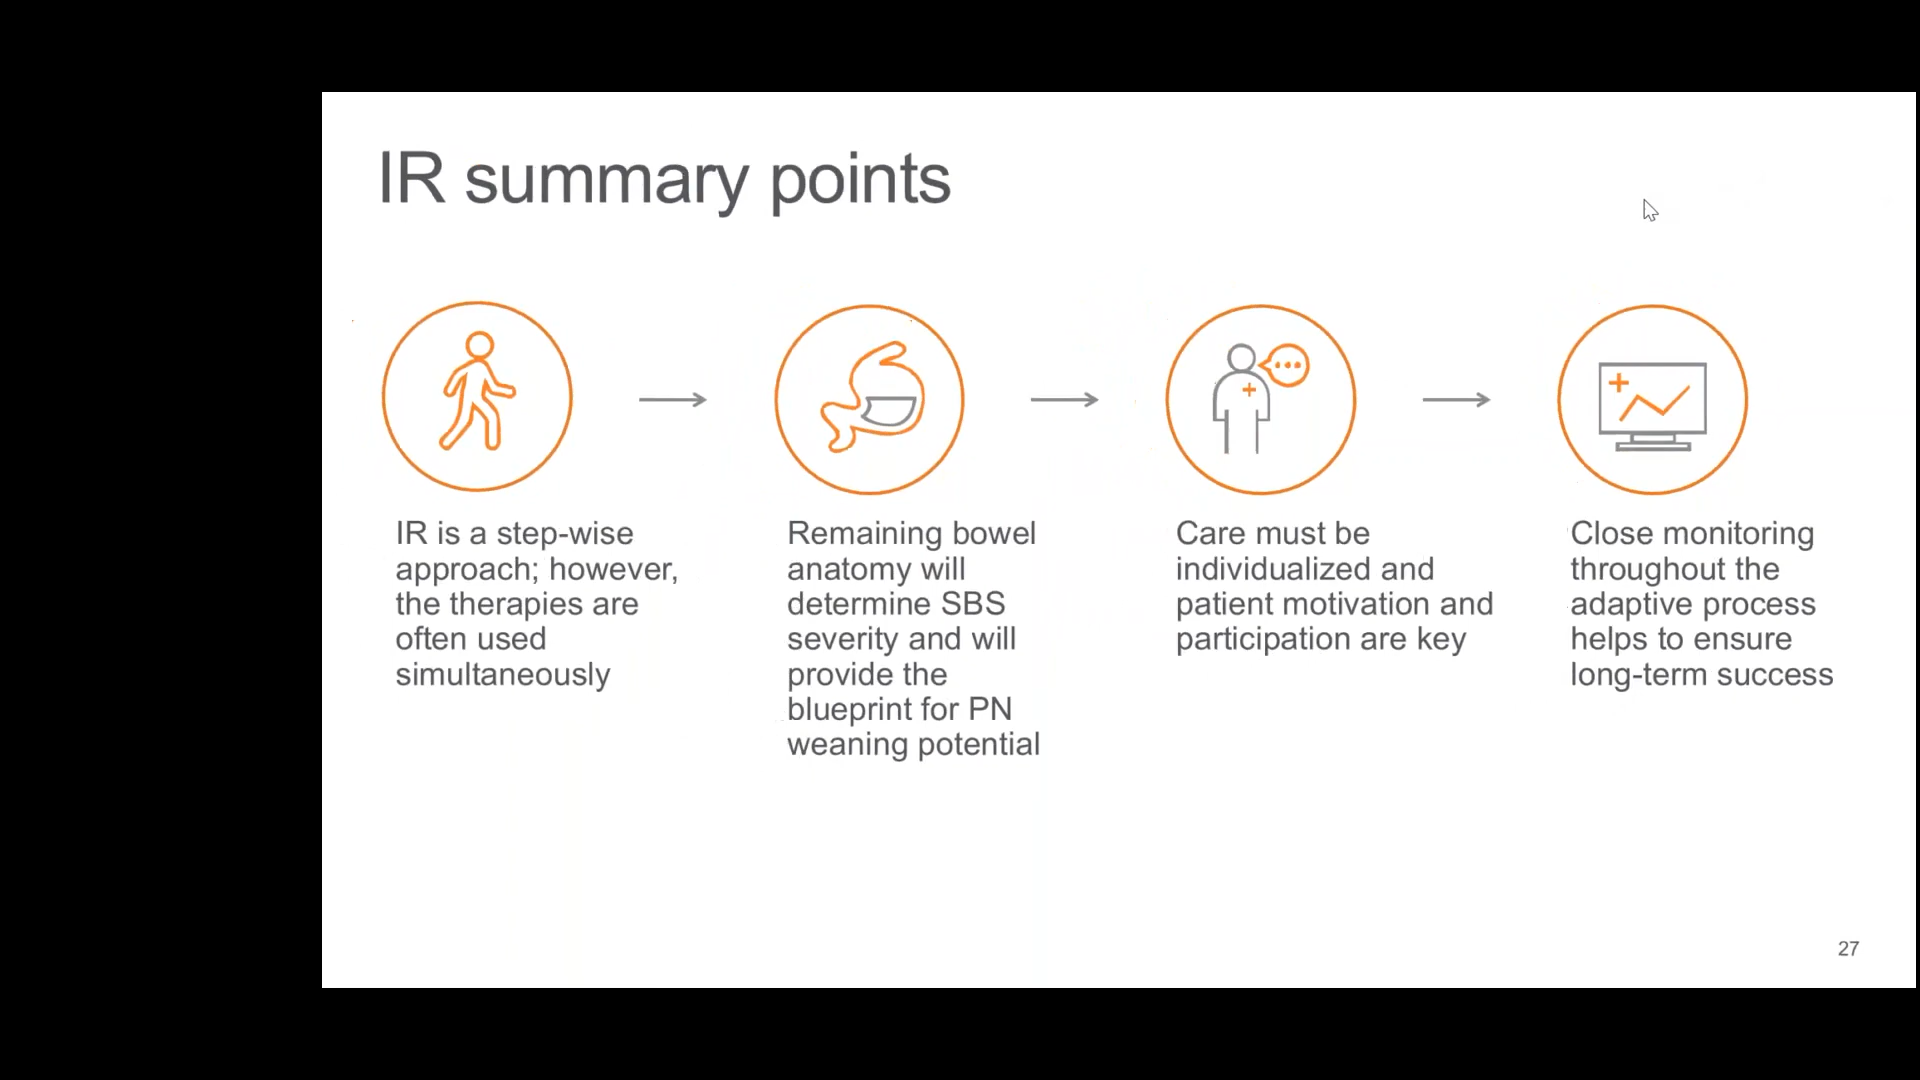 IR summary points
IR is a step-wise
approach; however,
the therapies are
often used
simultaneously
Remaining bowel
anatomy will
determine SBS
severity and will
provide the
blueprint for PN
weaning potential
Care must be
individualized and
patient motivation and
participation are key
Close monitoring
throughout the
adaptive process
helps to ensure
long-term success
27